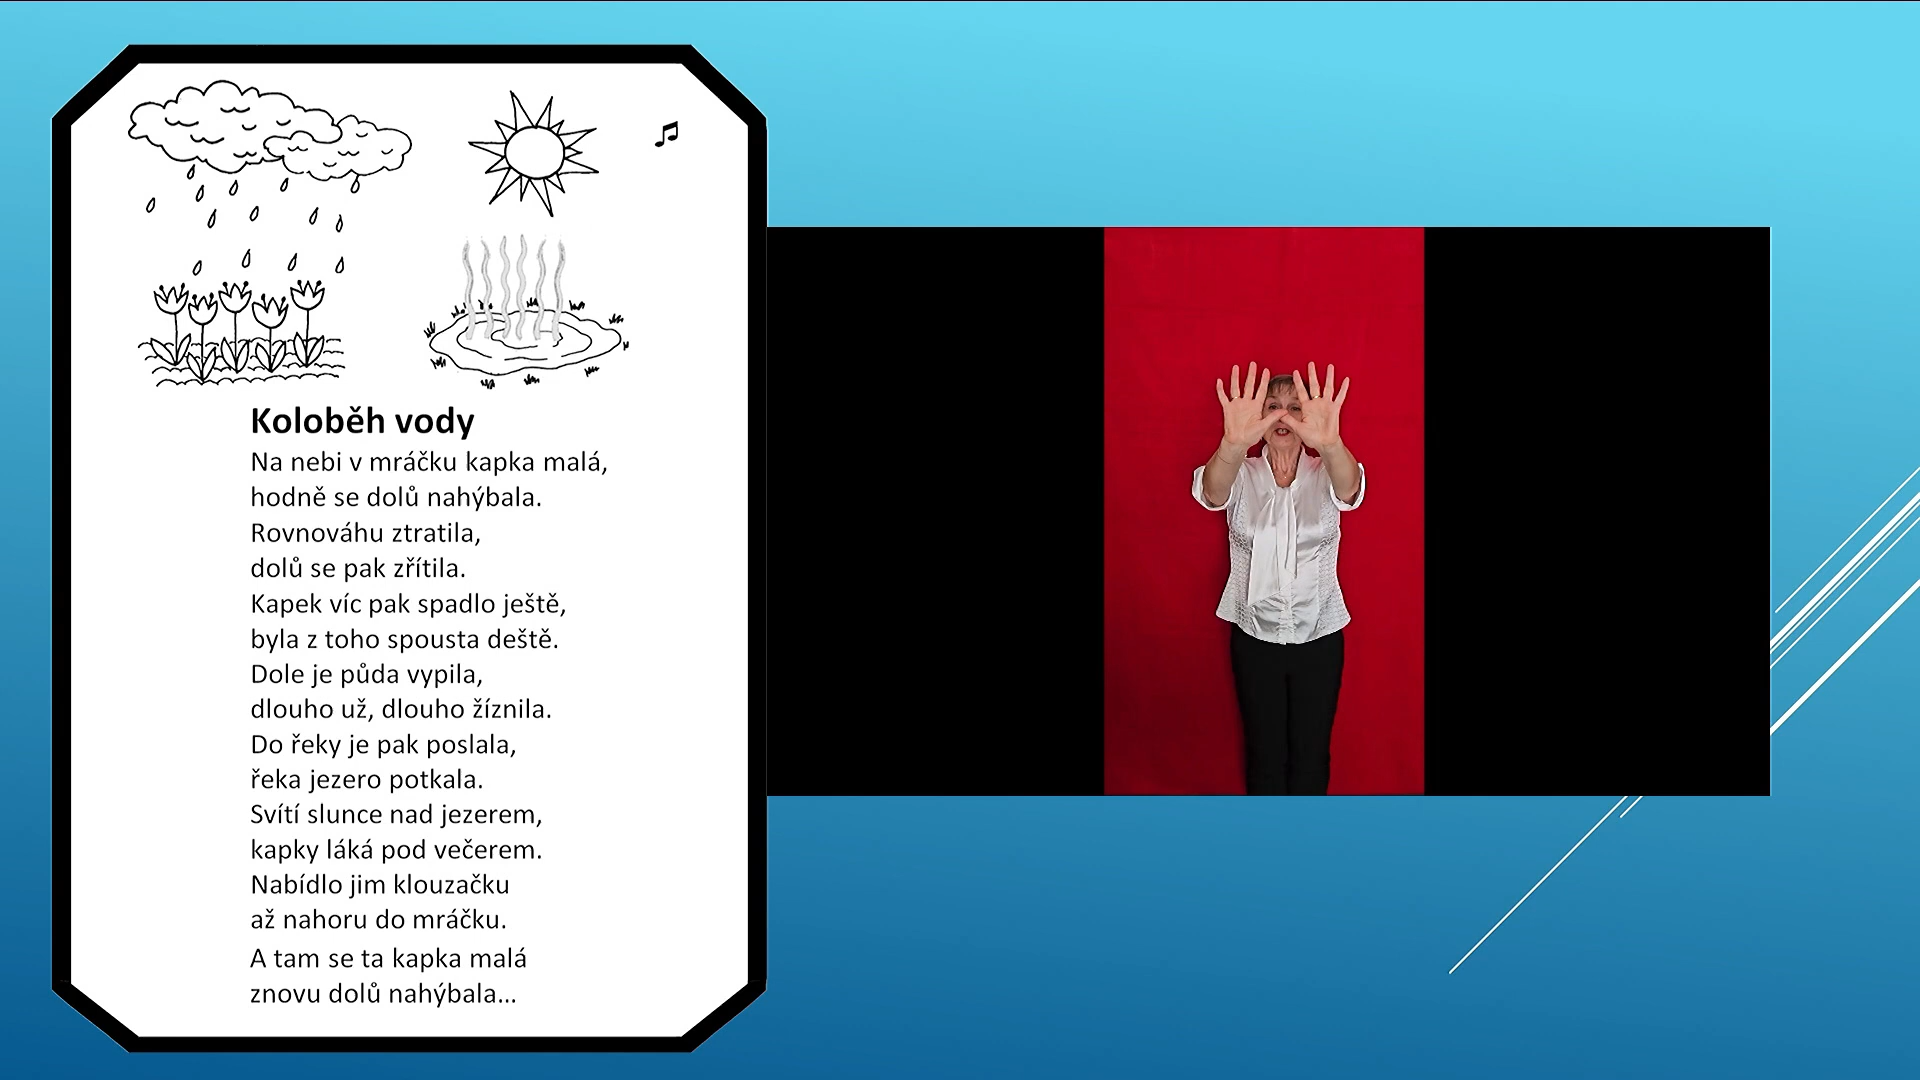 Koloběh vody
Na nebi v mráčku kapka malá,
hodně se dolů nahýbala.
Rovnováhu ztratila,
dolů se pak zřítila.
Kapek víc pak spadlo ještě,
byla z toho spousta deště.
Dole je půda vypila,
dlouho už, dlouho žíznila.
Do řeky je pak poslala,
řeka jezero potkala.
Svítí slunce nad jezerem,
kapky láká pod večerem.
Nabídlo jim klouzačku
až nahoru do mráčku.
A tam se ta kapka malá
znovu dolů nahýbala...